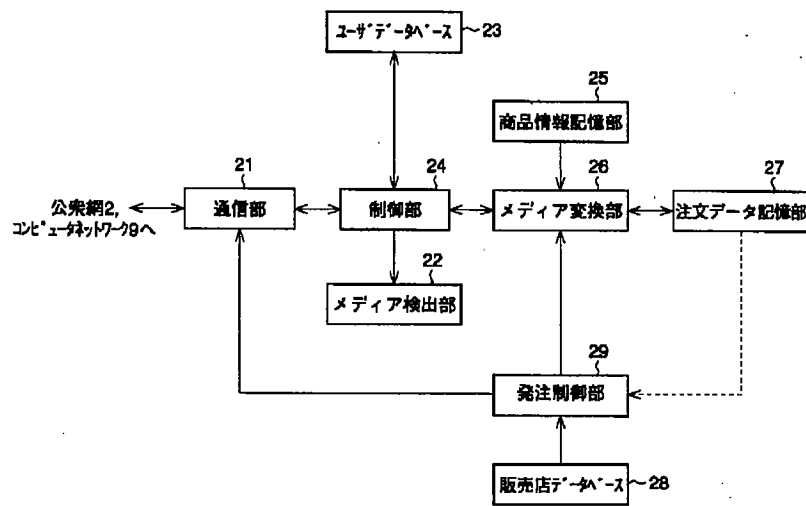 ユーザデータベース
23
25
商品情報記憶部
21
24
26
27
公衆網2,
コンピュータネットワーク9へ
通信部
制御部
メディア変換部
注文データ記憶部
22
メディア検出部
29
発注制御部
販売店データベース
28